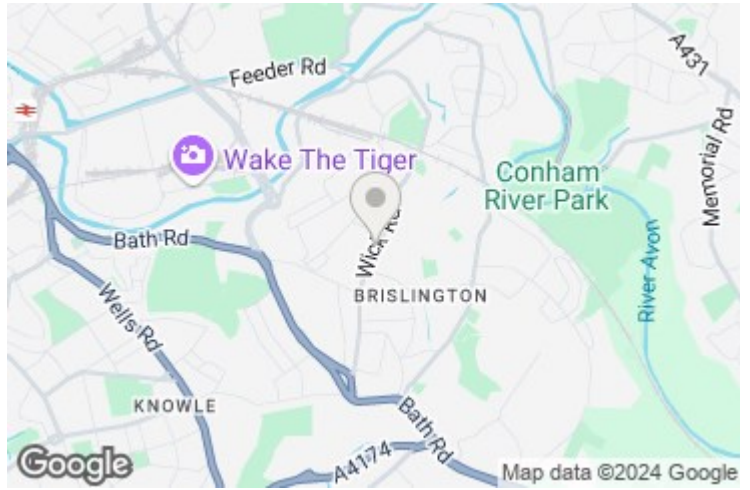 A431
Feeder Rd
Wake The Tiger
Conham
River Park
Memorial Rd
Bath Rd
Wick Rd
River Avon
BRISLINGTON
Wells Rd
KNOWLE
Bath Rd
A4174
Google
Map data ©2024 Google